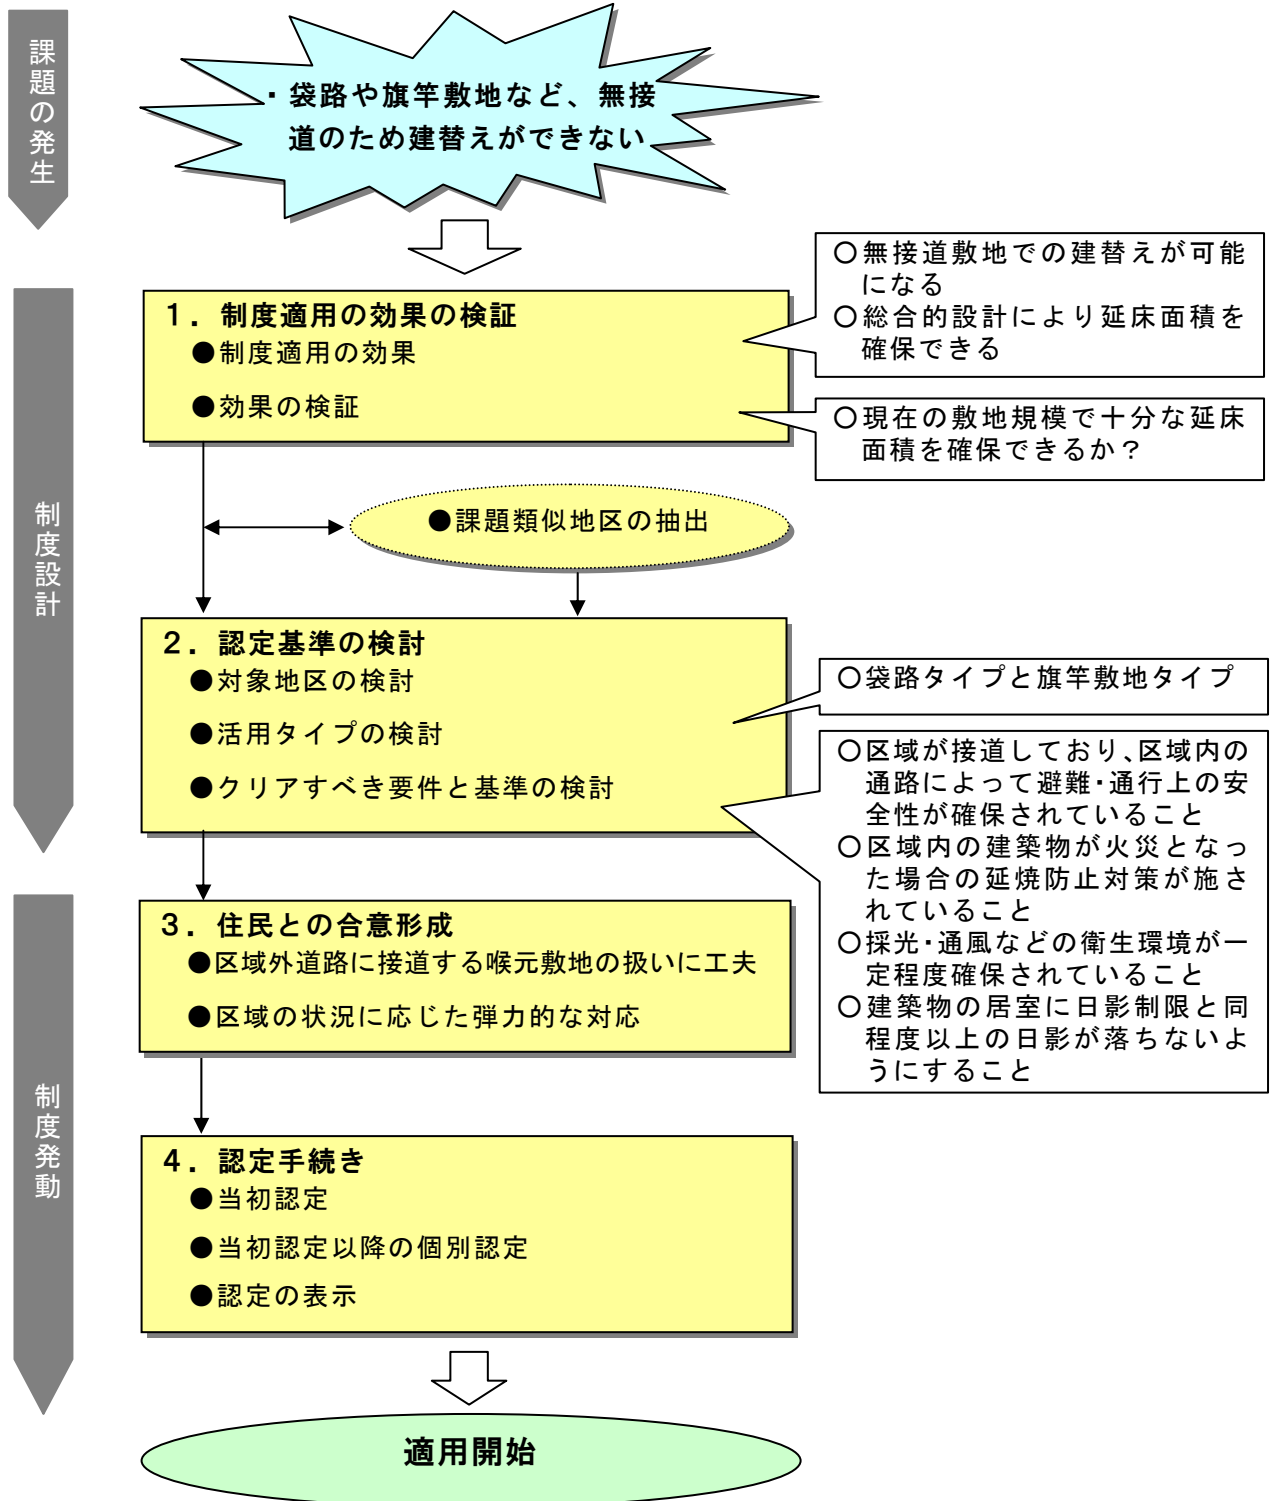 課題の発生
・袋路や旗竿敷地など、無接
道のため建替えができない
制度設計
１．制度適用の効果の検証
●制度適用の効果
●効果の検証
○無接道敷地での建替えが可能
になる
○総合的設計により延床面積を
確保できる
○現在の敷地規模で十分な延床
面積を確保できるか？
●課題類似地区の抽出
２．認定基準の検討
●対象地区の検討
●活用タイプの検討
●クリアすべき要件と基準の検討
○袋路タイプと旗竿敷地タイプ
○区域が接道しており、区域内の
通路によって避難・通行上の安
全性が確保されていること
○区域内の建築物が火災となっ
た場合の延焼防止対策が施さ
れていること
○採光・通風などの衛生環境が一
定程度確保されていること
○建築物の居室に日影制限と同
程度以上の日影が落ちないよ
うにすること
制度発動
３．住民との合意形成
●区域外道路に接道する喉元敷地の扱いに工夫
●区域の状況に応じた弾力的な対応
４．認定手続き
●当初認定
●当初認定以降の個別認定
●認定の表示
適用開始